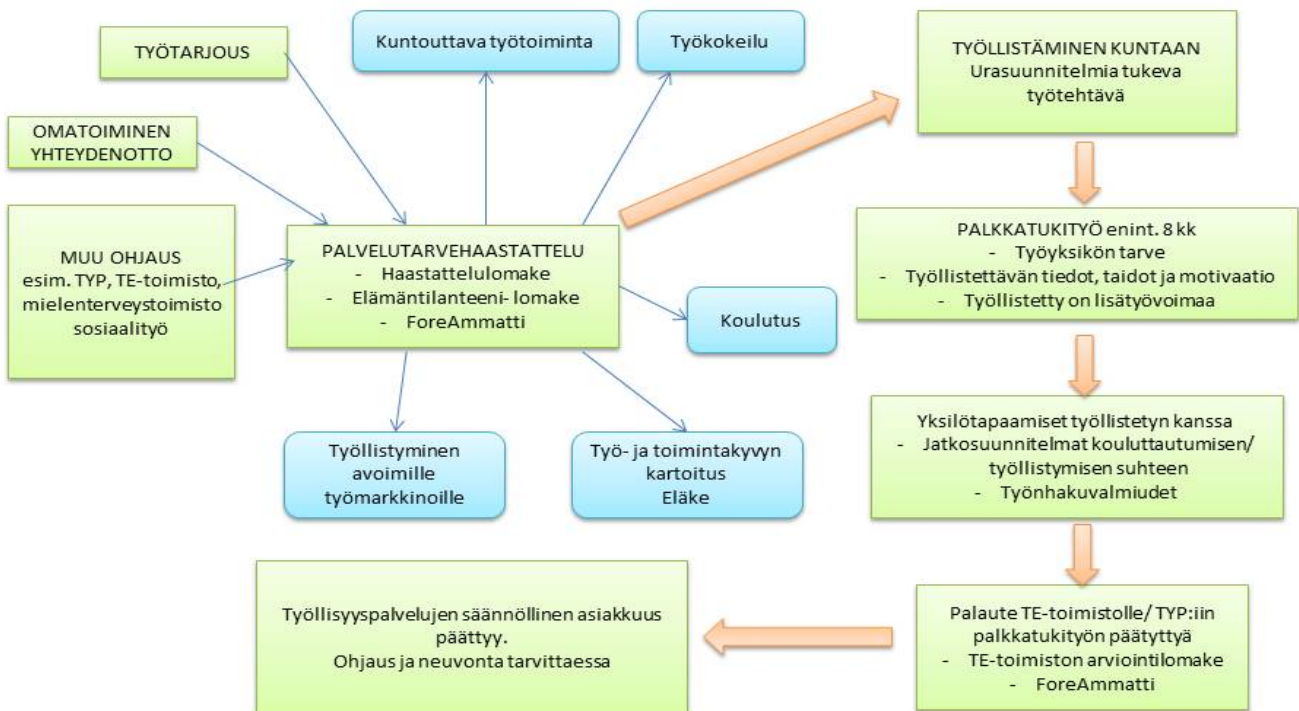 TYÖTARJOUS
Kuntouttava työtoiminta
Työkokeilu
TYÖLLISTÄMINEN KUNTAAN
Urasuunnitelmia tukeva
työtehtävä
OMATOIMINEN
YHTEYDENOTTO
MUU OHJAUS
esim. TYP, TE-toimisto,
mielenterveystoimisto
sosiaalityö
PALVELUTARVEHAASTATTELU
- Haastattelulomake
- Elämäntilanteeni- lomake
- ForeAmmatti
Koulutus
PALKKATUKITYÖ enint. 8 kk
- Työyksikön tarve
- Työllistettävän tiedot, taidot ja motivaatio
- Työllistetty on lisätyövoimaa
Työllistyminen
avoimille
työmarkkinoille
Työ- ja toimintakyvyn
kartoitus
Eläke
Yksilötapaamiset työllistetyn kanssa
- Jatkosuunnitelmat kouluttautumisen/
työllistymisen suhteen
- Työnhakuvalmiudet
Työllisyyspalvelujen säännöllinen asiakkuus
päättyy.
Ohjaus ja neuvonta tarvittaessa
Palaute TE-toimistolle/ TYP:iin
palkkatukityön päätyttyä
- TE-toimiston arviointilomake
- ForeAmmatti